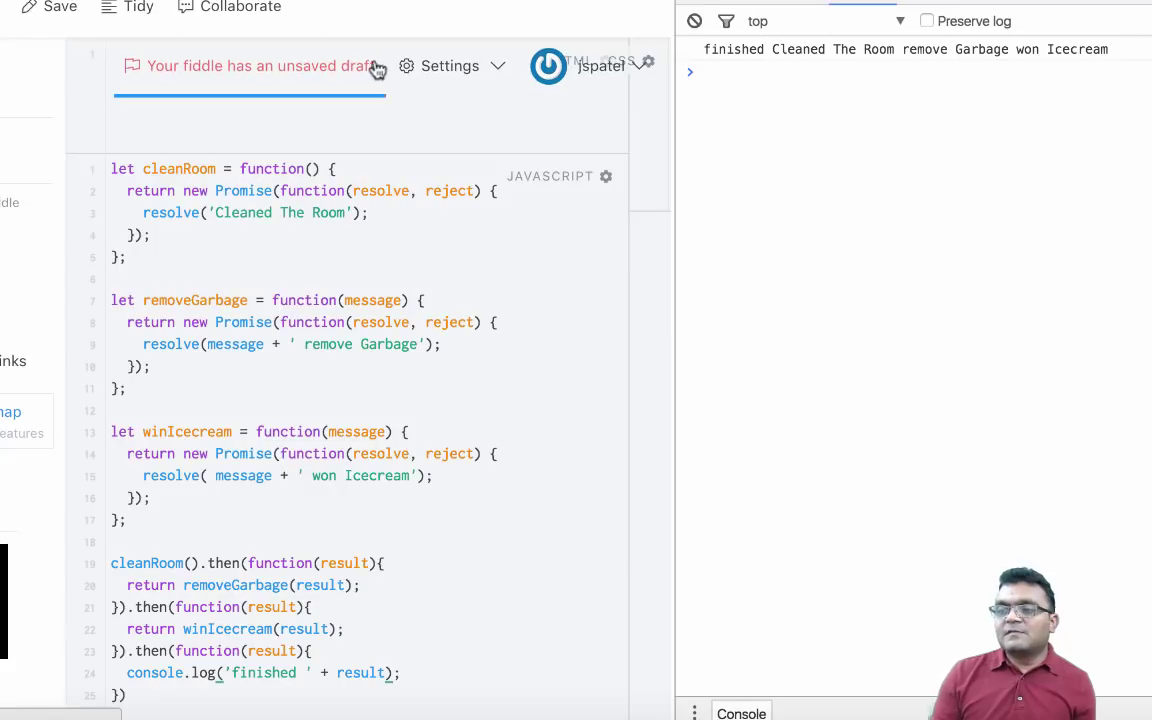 Save Tidy Collaborate
top Preserve log
finished Cleaned The Room remove Garbage won Icecream
Your fiddle has an unsaved draft Settings jspatel
1
CSS
JAVASCRIPT
1 let cleanRoom = function() {
2 return new Promise(function(resolve, reject) {
3 resolve('Cleaned The Room');
4 });
5 };
6
7 let removeGarbage = function(message) {
8 return new Promise(function(resolve, reject) {
9 resolve(message + ' remove Garbage');
10 });
11 };
12
13 let winIcecream = function(message) {
14 return new Promise(function(resolve, reject) {
15 resolve( message + ' won Icecream');
16 });
17 };
18
19 cleanRoom().then(function(result){
20 return removeGarbage(result);
21 }).then(function(result){
22 return winIcecream(result);
23 }).then(function(result){
24 console.log('finished ' + result);
25 })
dle
inks
map
eatures
Console